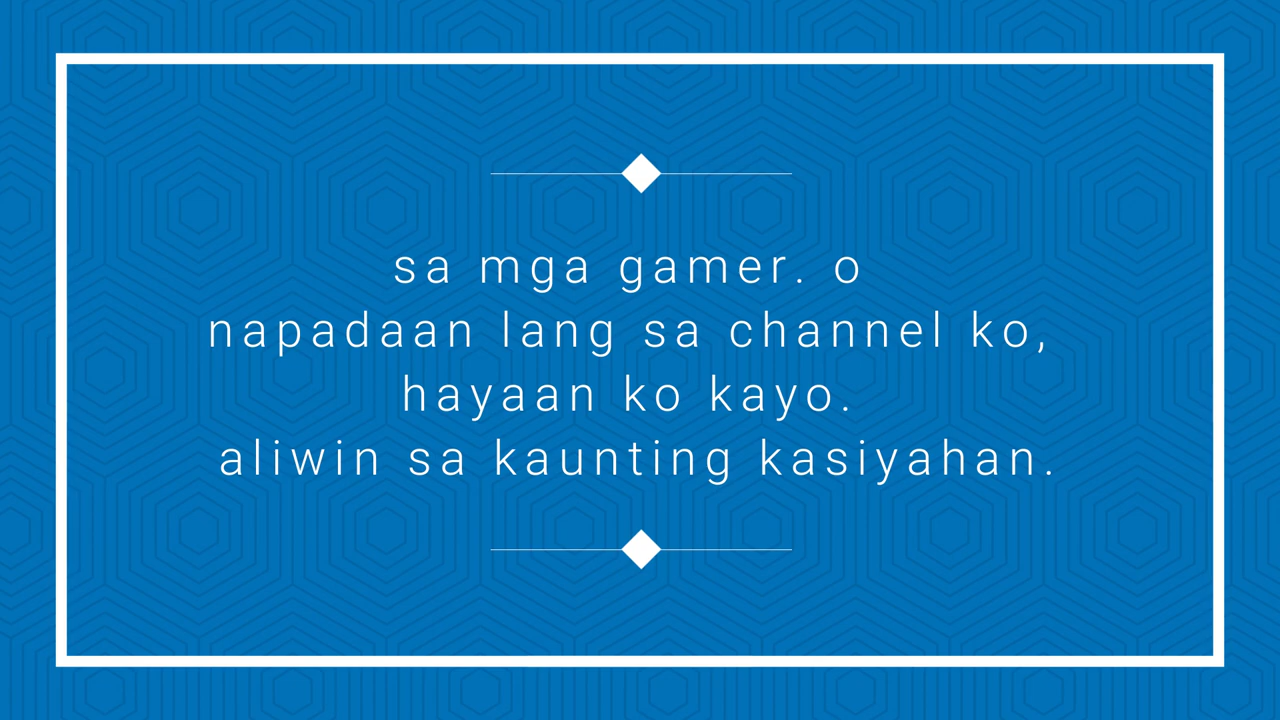 sa mga gamer. o
napadaan lang sa channel ko,
hayaan ko kayo.
aliwin sa kaunting kasiyahan.